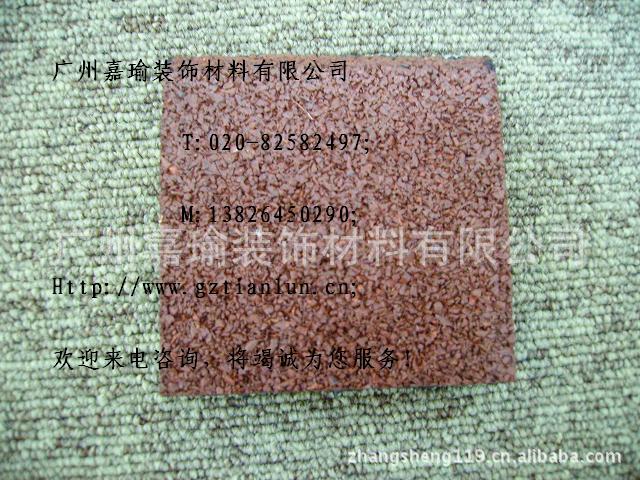 广州嘉瑜装饰材料有限公司
T:020-82582497;
M:13826450290;
广州嘉瑜装饰材料有限公司
Http://www.gztianlun.cn;
欢迎来电咨询，将竭诚为您服务！
zhangsheng119.cn.alibaba.com